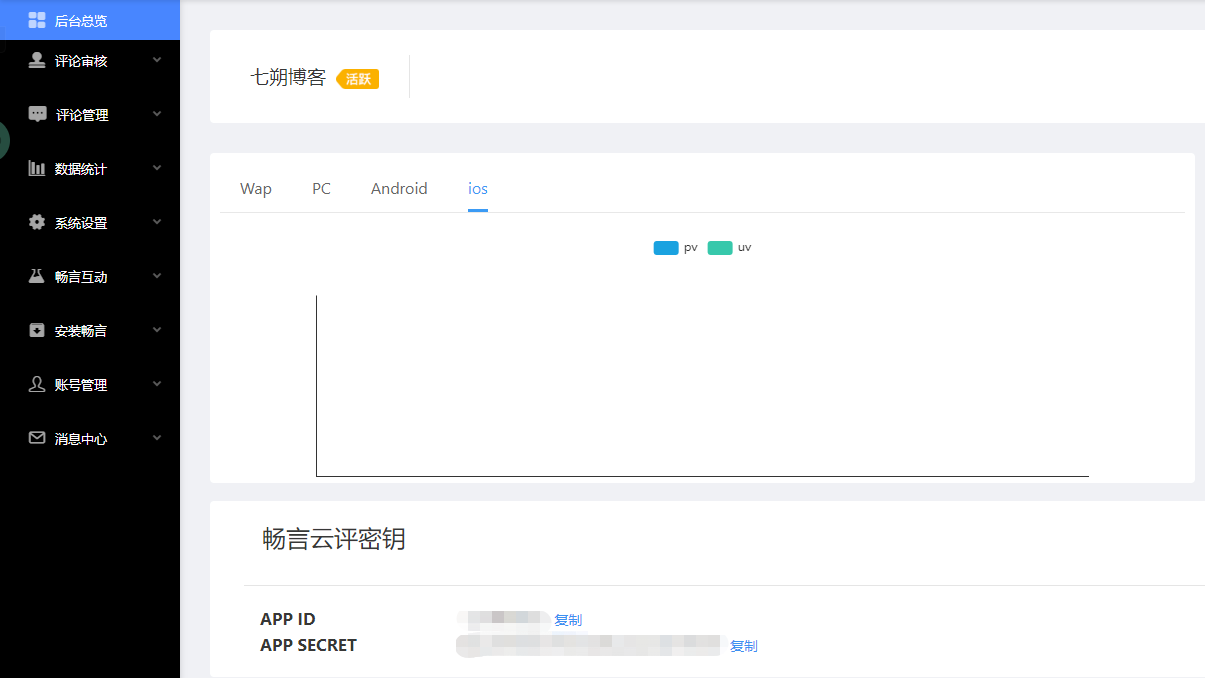 后台总览
评论审核
评论管理
数据统计
系统设置
畅言互动
安装畅言
账号管理
消息中心
七朔博客 活跃
Wap PC Android ios
pv uv
畅言云评密钥
APP ID 复制
APP SECRET 复制